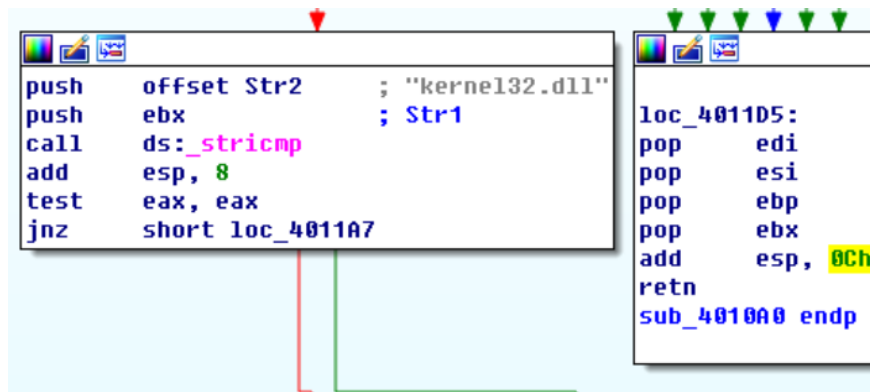 push offset Str2 ; "kernel32.dll"
push ebx ; Str1
call ds:_stricmp
add esp, 8
test eax, eax
jnz short loc_4011A7
loc_4011D5:
pop edi
pop esi
pop ebp
pop ebx
add esp, 0Ch
retn
sub_4010A0 endp